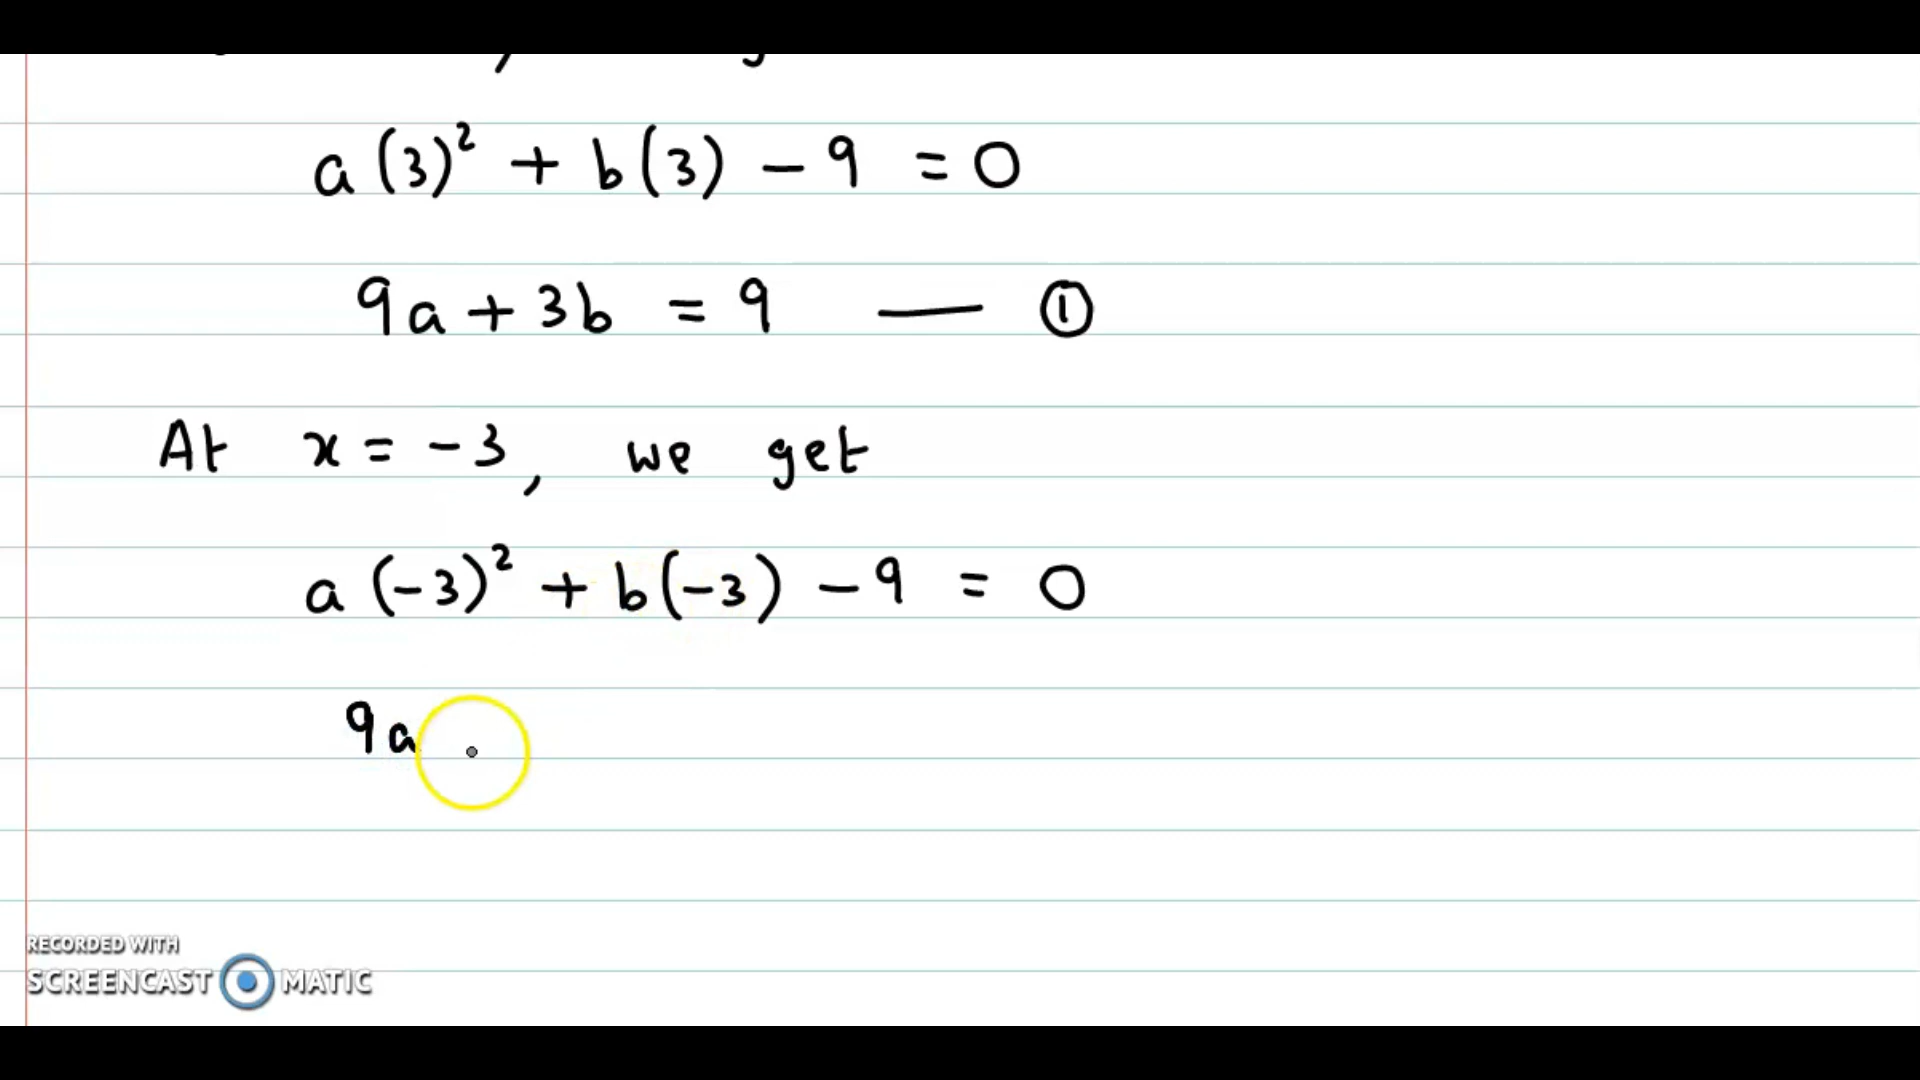 a(3)² + b(3) - 9 = 0
9a + 3b = 9 — ①
At x = -3, we get
a(-3)² + b(-3) - 9 = 0
9a
RECORDED WITH
SCREENCAST MATIC